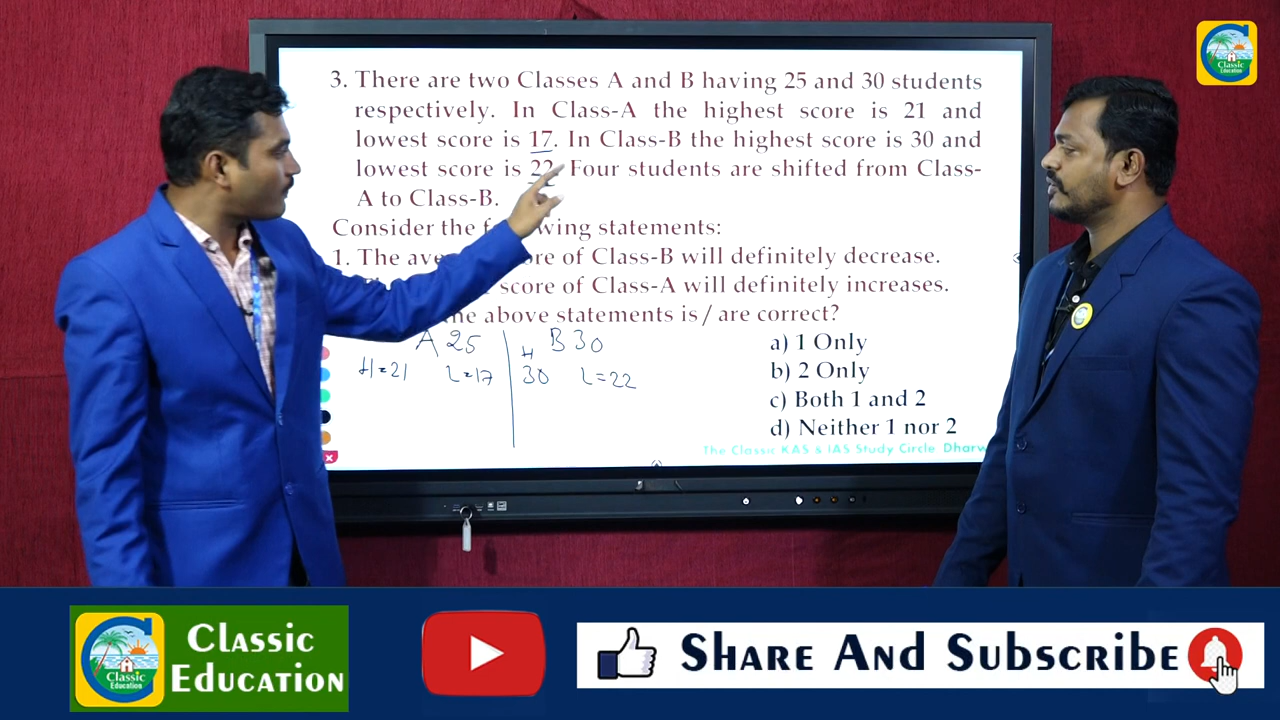 Classic
Education
3. There are two Classes A and B having 25 and 30 students
respectively. In Class-A the highest score is 21 and
lowest score is 17. In Class-B the highest score is 30 and
lowest score is 22. Four students are shifted from Class-
A to Class-B.
Consider the following statements:
1. The ave score of Class-B will definitely decrease.
score of Class-A will definitely increases.
the above statements is / are correct?
A 25
B 30
H=21 L=17
H
30 L=22
a) 1 Only
b) 2 Only
c) Both 1 and 2
d) Neither 1 nor 2
The Classic KAS & IAS Study Circle Dharw
Classic
Education
Classic
Education
Share And Subscribe